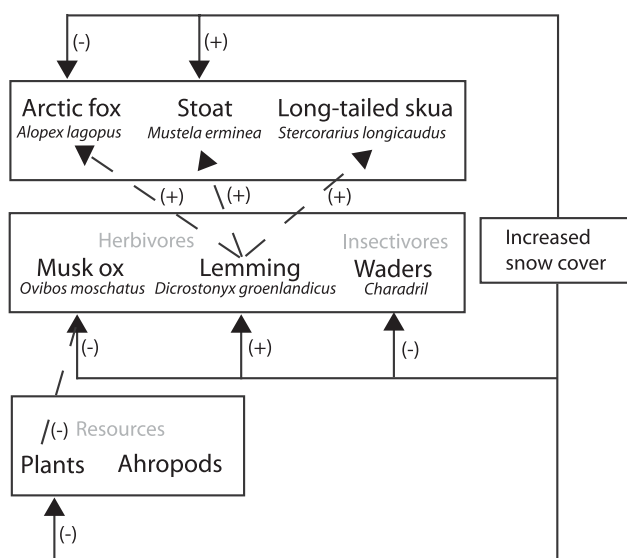 (-)
(+)
Arctic fox Stoat Long-tailed skua
Alopex lagopus Mustela erminea Stercorarius longicaudus
(+) (+) (+)
Herbivores Insectivores
Increased
snow cover
Musk ox Lemming Waders
Ovibos moschatus Dicrostonyx groenlandicus Charadril
(-) (+) (-)
(-) Resources
Plants Ahropods
(-)